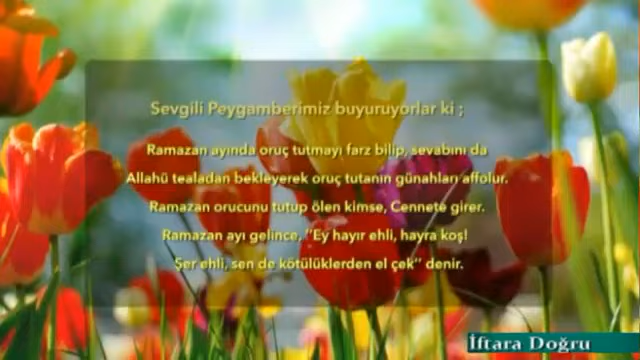 Sevgili Peygamberimiz buyuruyorlar ki ;
Ramazan ayında oruç tutmayı farz bilip, sevabını da
Allahü tealadan bekleyerek oruç tutanın günahları affolur.
Ramazan orucunu tutup ölen kimse, Cennete girer.
Ramazan ayı gelince, "Ey hayır ehli, hayra koş!
Şer ehli, sen de kötülüklerden el çek" denir.
İftara Doğru